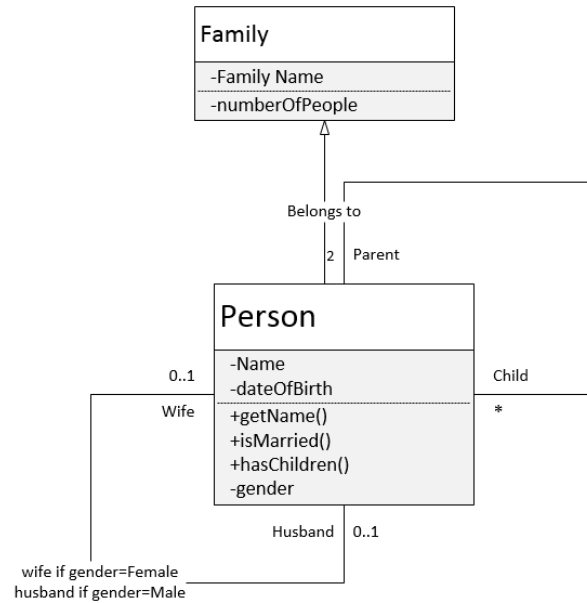 Family
-Family Name
-numberOfPeople
Belongs to
2
Parent
Person
-Name
-dateOfBirth
+getName()
+isMarried()
+hasChildren()
-gender
0..1
Wife
Child
*
Husband
0..1
wife if gender=Female
husband if gender=Male